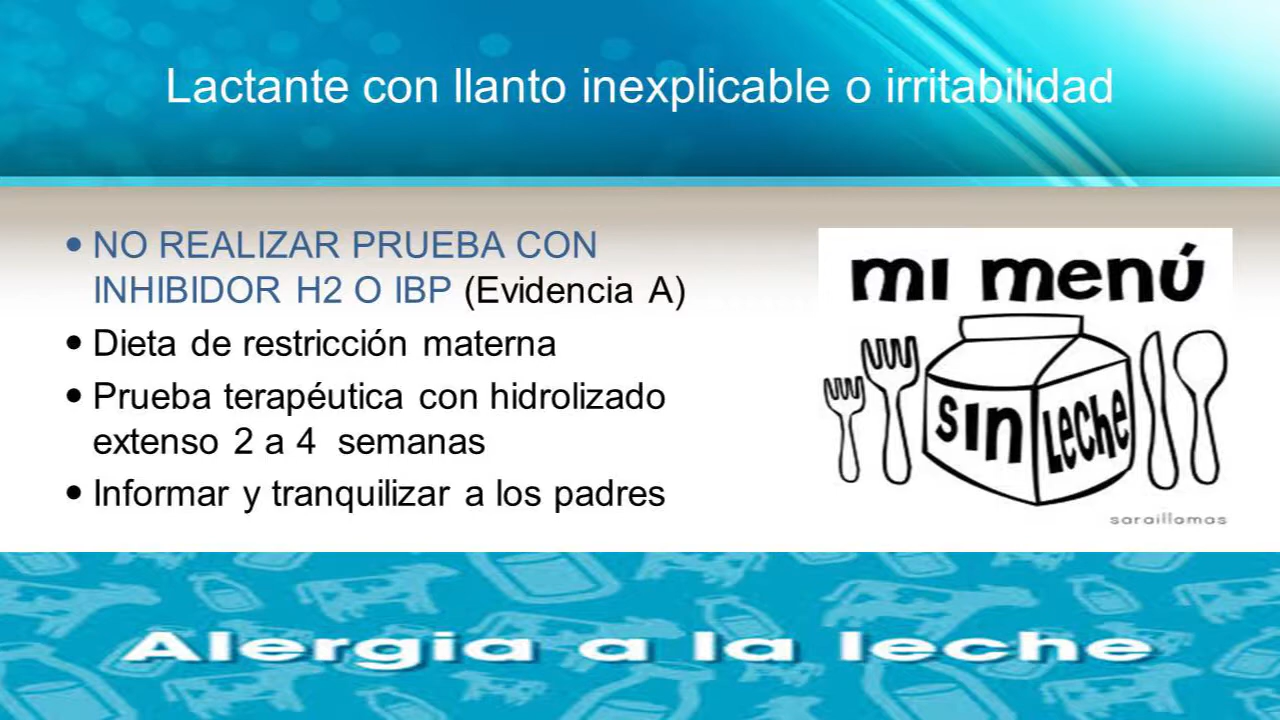 Lactante con llanto inexplicable o irritabilidad
• NO REALIZAR PRUEBA CON
INHIBIDOR H2 O IBP (Evidencia A)
• Dieta de restricción materna
• Prueba terapéutica con hidrolizado
extenso 2 a 4 semanas
• Informar y tranquilizar a los padres
mi menú
sin leche
saraillamas
Alergia a la leche